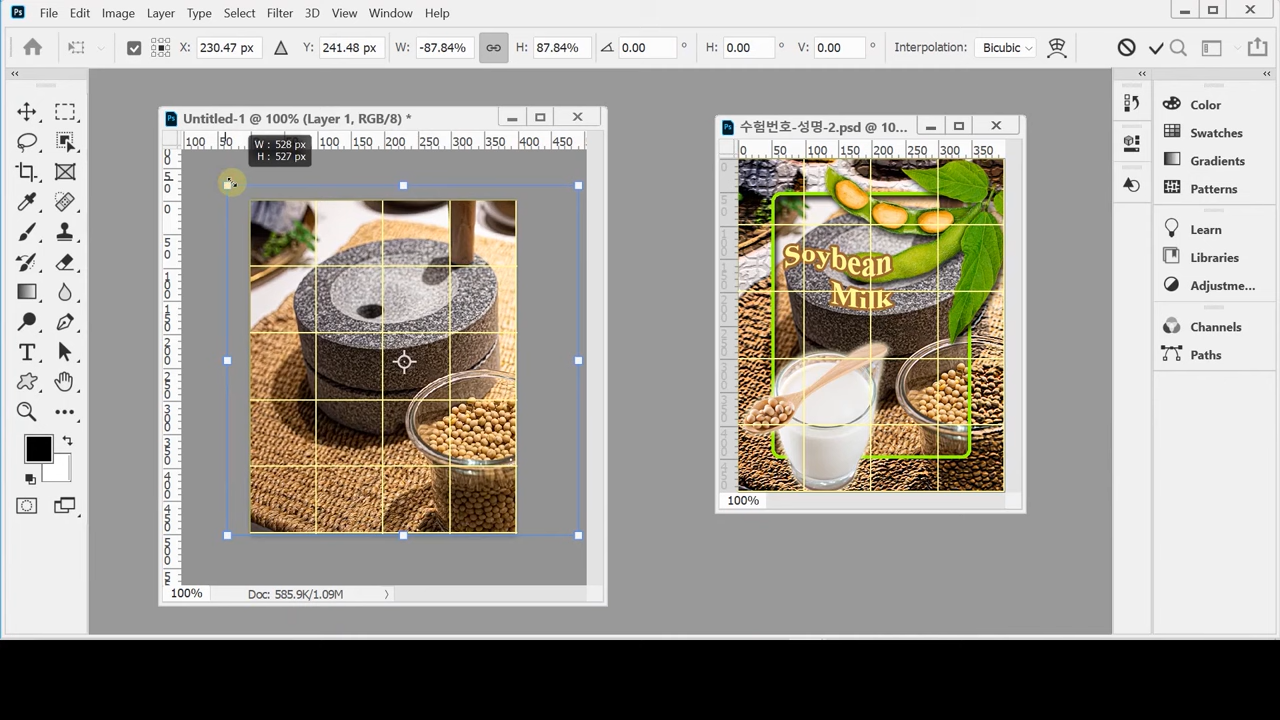 File Edit Image Layer Type Select Filter 3D View Window Help
X: 230.47 px Y: 241.48 px W: -87.84% H: 87.84% 0.00 ° H: 0.00 ° V: 0.00 ° Interpolation: Bicubic
Untitled-1 @ 100% (Layer 1, RGB/8) *
100 50 100 150 200 250 300 350 400 450
W : 528 px
H : 527 px
100%
Doc: 585.9K/1.09M
수험번호-성명-2.psd @ 10...
0 50 100 150 200 250 300 350
Soybean
Milk
100%
Color
Swatches
Gradients
Patterns
Learn
Libraries
Adjustme...
Channels
Paths